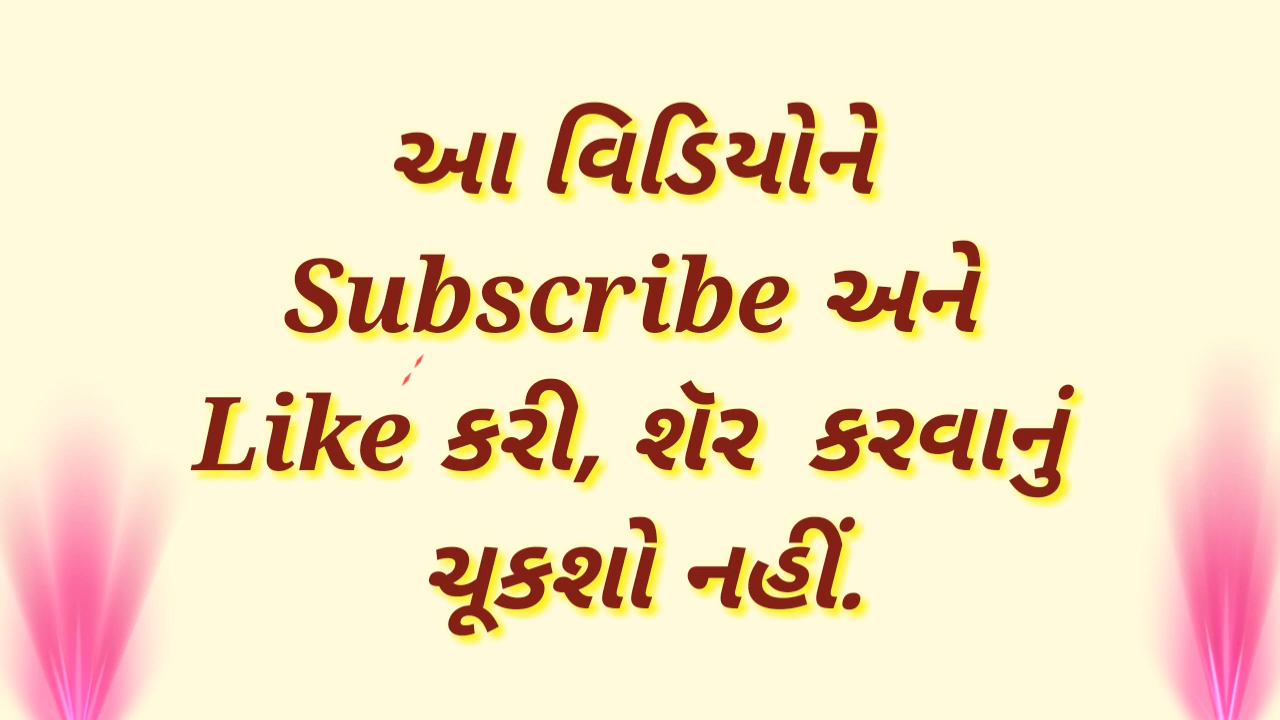 આ વિડિયોને
Subscribe અને
Like કરી, શૅર કરવાનું
ચૂકશો નહીં.